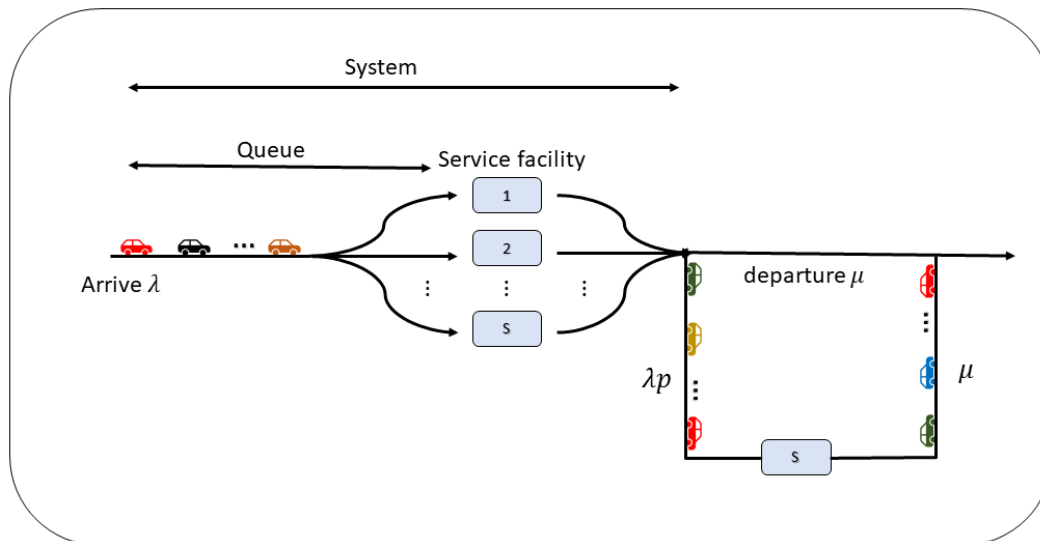 System
Queue
Service facility
1
2
...
Arrive λ
departure μ
⋮ ⋮ ⋮
S
...
λp
⋮
μ
S